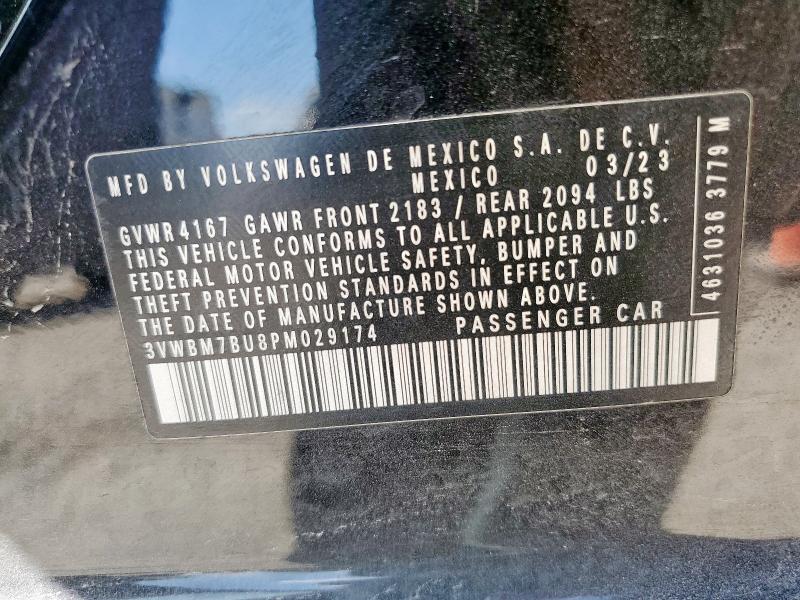 MFD BY VOLKSWAGEN DE MEXICO S.A. DE C.V.
MEXICO 03/23
GVWR 4167 GAWR FRONT 2183 / REAR 2094 LBS
THIS VEHICLE CONFORMS TO ALL APPLICABLE U.S.
FEDERAL MOTOR VEHICLE SAFETY, BUMPER AND
THEFT PREVENTION STANDARDS IN EFFECT ON
THE DATE OF MANUFACTURE SHOWN ABOVE.
3VWBM7BU8PM029174 PASSENGER CAR
4631036 3779 M